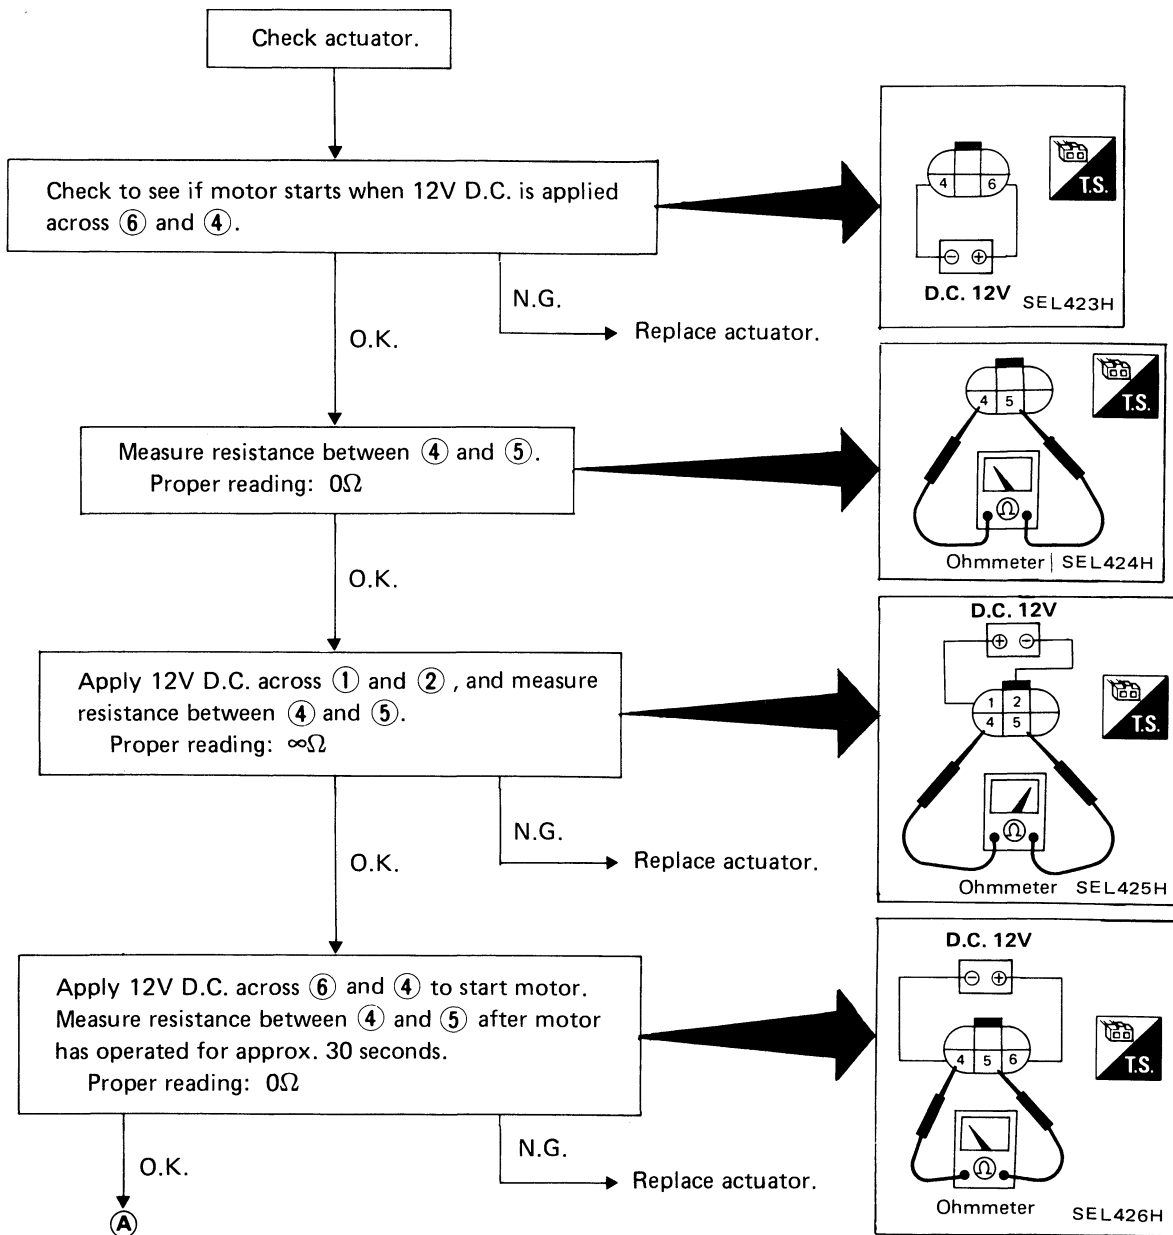 Check actuator.
Check to see if motor starts when 12V D.C. is applied
across ⑥ and ④.
N.G.
Replace actuator.
O.K.
4 6
T.S.
⊖ ⊕
D.C. 12V
SEL423H
Measure resistance between ④ and ⑤.
Proper reading: 0Ω
O.K.
4 5
T.S.
Ω
Ohmmeter
SEL424H
Apply 12V D.C. across ① and ②, and measure
resistance between ④ and ⑤.
Proper reading: ∞Ω
N.G.
Replace actuator.
O.K.
D.C. 12V
⊕ ⊖
1 2
4 5
T.S.
Ω
Ohmmeter
SEL425H
Apply 12V D.C. across ⑥ and ④ to start motor.
Measure resistance between ④ and ⑤ after motor
has operated for approx. 30 seconds.
Proper reading: 0Ω
N.G.
Replace actuator.
O.K.
Ⓐ
D.C. 12V
⊖ ⊕
4 5 6
T.S.
Ω
Ohmmeter
SEL426H